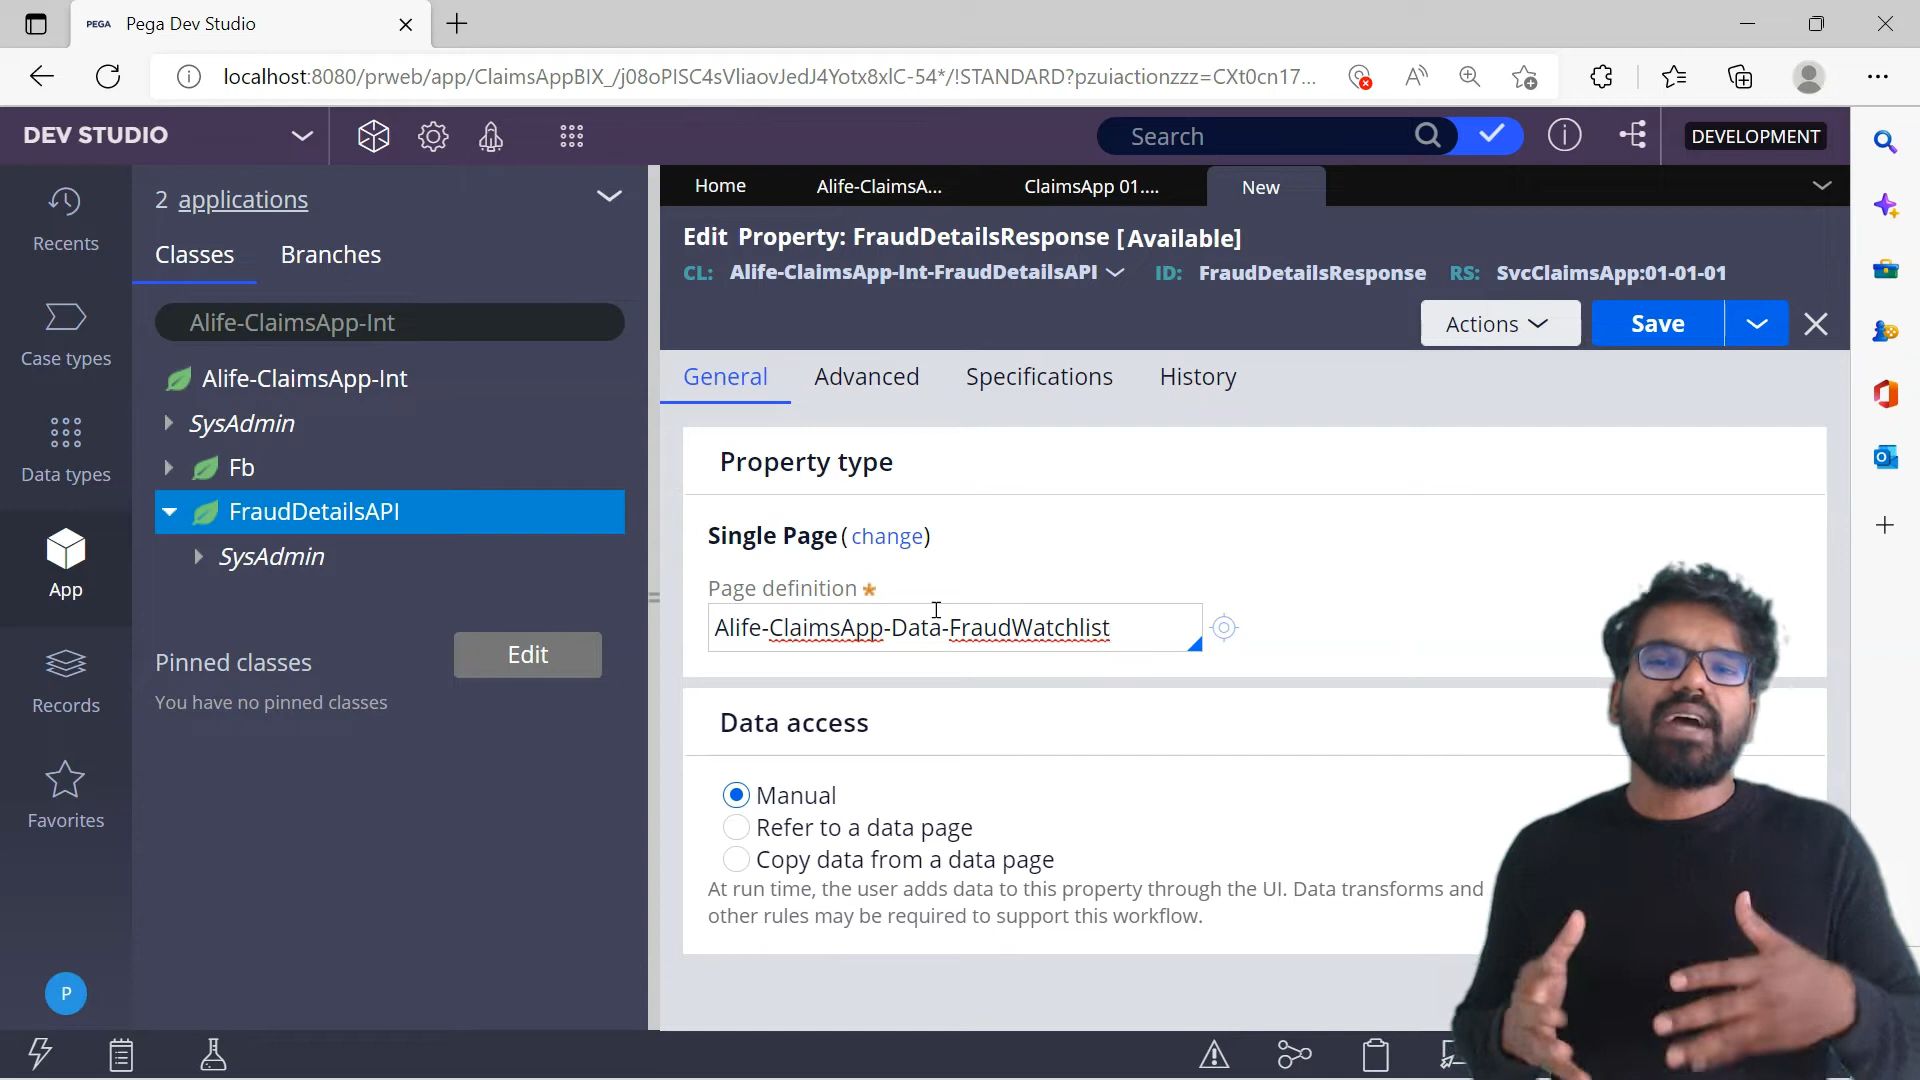 PEGA Pega Dev Studio
localhost:8080/prweb/app/ClaimsAppBIX_/j08oPISC4sVliaovJedJ4Yotx8xlC-54*/!STANDARD?pzuiactionzzz=CXt0cn17...
DEV STUDIO
Search
DEVELOPMENT
Recents
Case types
Data types
App
Records
Favorites
P
2 applications
Classes Branches
Alife-ClaimsApp-Int
Alife-ClaimsApp-Int
SysAdmin
Fb
FraudDetailsAPI
SysAdmin
Pinned classes
Edit
You have no pinned classes
Home Alife-ClaimsA... ClaimsApp 01.... New
Edit Property: FraudDetailsResponse [Available]
CL: Alife-ClaimsApp-Int-FraudDetailsAPI ID: FraudDetailsResponse RS: SvcClaimsApp:01-01-01
Actions Save
General Advanced Specifications History
Property type
Single Page (change)
Page definition *
Alife-ClaimsApp-Data-FraudWatchlist
Data access
Manual
Refer to a data page
Copy data from a data page
At run time, the user adds data to this property through the UI. Data transforms and
other rules may be required to support this workflow.